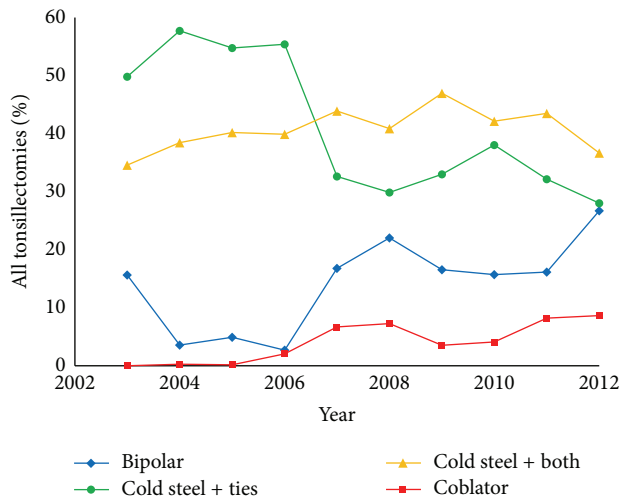 60
50
40
30
20
10
0
All tonsillectomies (%)
2002 2004 2006 2008 2010 2012
Year
Bipolar
Cold steel + ties
Cold steel + both
Coblator